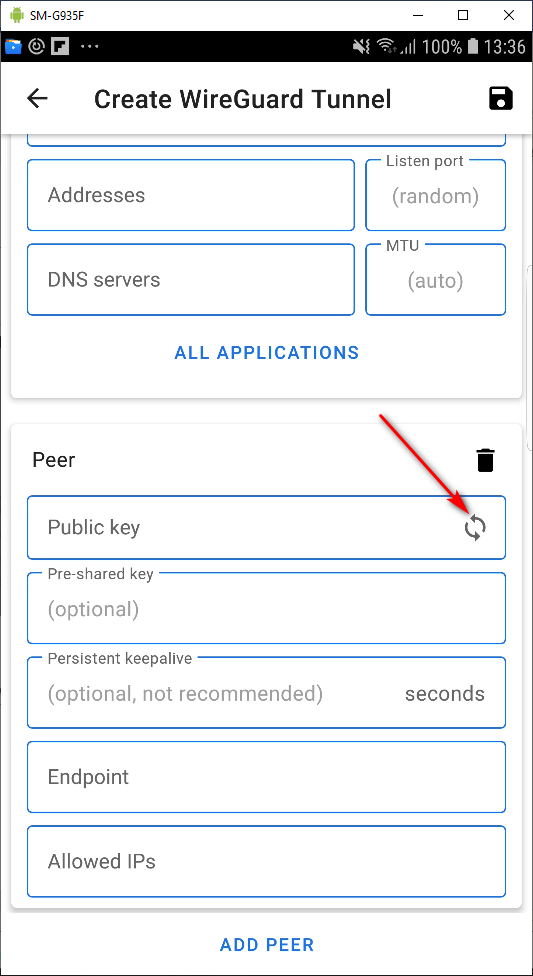 SM-G935F
100% 13:36
Create WireGuard Tunnel
Listen port
Addresses
(random)
MTU
DNS servers
(auto)
ALL APPLICATIONS
Peer
Public key
Pre-shared key
(optional)
Persistent keepalive
(optional, not recommended) seconds
Endpoint
Allowed IPs
ADD PEER